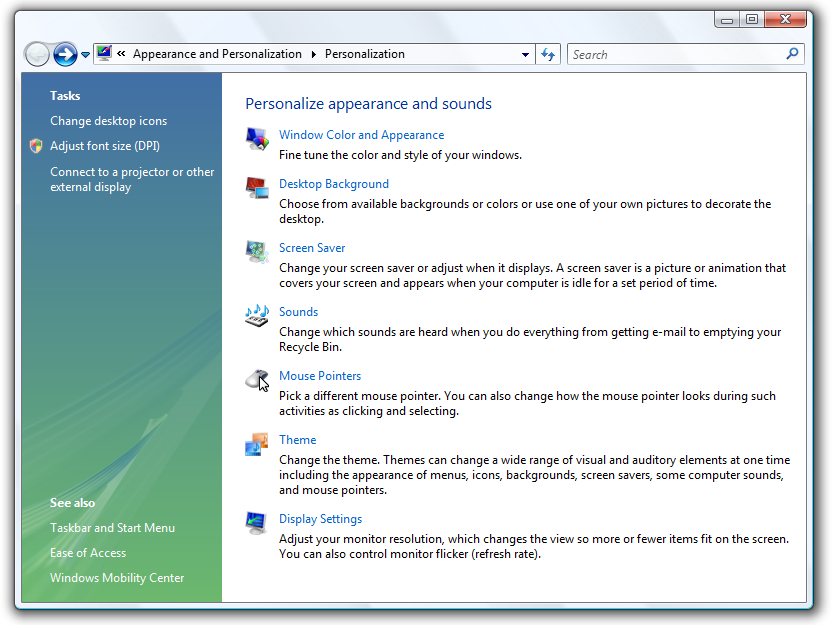 « Appearance and Personalization Personalization
Search
Tasks
Change desktop icons
Adjust font size (DPI)
Connect to a projector or other
external display
See also
Taskbar and Start Menu
Ease of Access
Windows Mobility Center
Personalize appearance and sounds
Window Color and Appearance
Fine tune the color and style of your windows.
Desktop Background
Choose from available backgrounds or colors or use one of your own pictures to decorate the
desktop.
Screen Saver
Change your screen saver or adjust when it displays. A screen saver is a picture or animation that
covers your screen and appears when your computer is idle for a set period of time.
Sounds
Change which sounds are heard when you do everything from getting e-mail to emptying your
Recycle Bin.
Mouse Pointers
Pick a different mouse pointer. You can also change how the mouse pointer looks during such
activities as clicking and selecting.
Theme
Change the theme. Themes can change a wide range of visual and auditory elements at one time
including the appearance of menus, icons, backgrounds, screen savers, some computer sounds,
and mouse pointers.
Display Settings
Adjust your monitor resolution, which changes the view so more or fewer items fit on the screen.
You can also control monitor flicker (refresh rate).